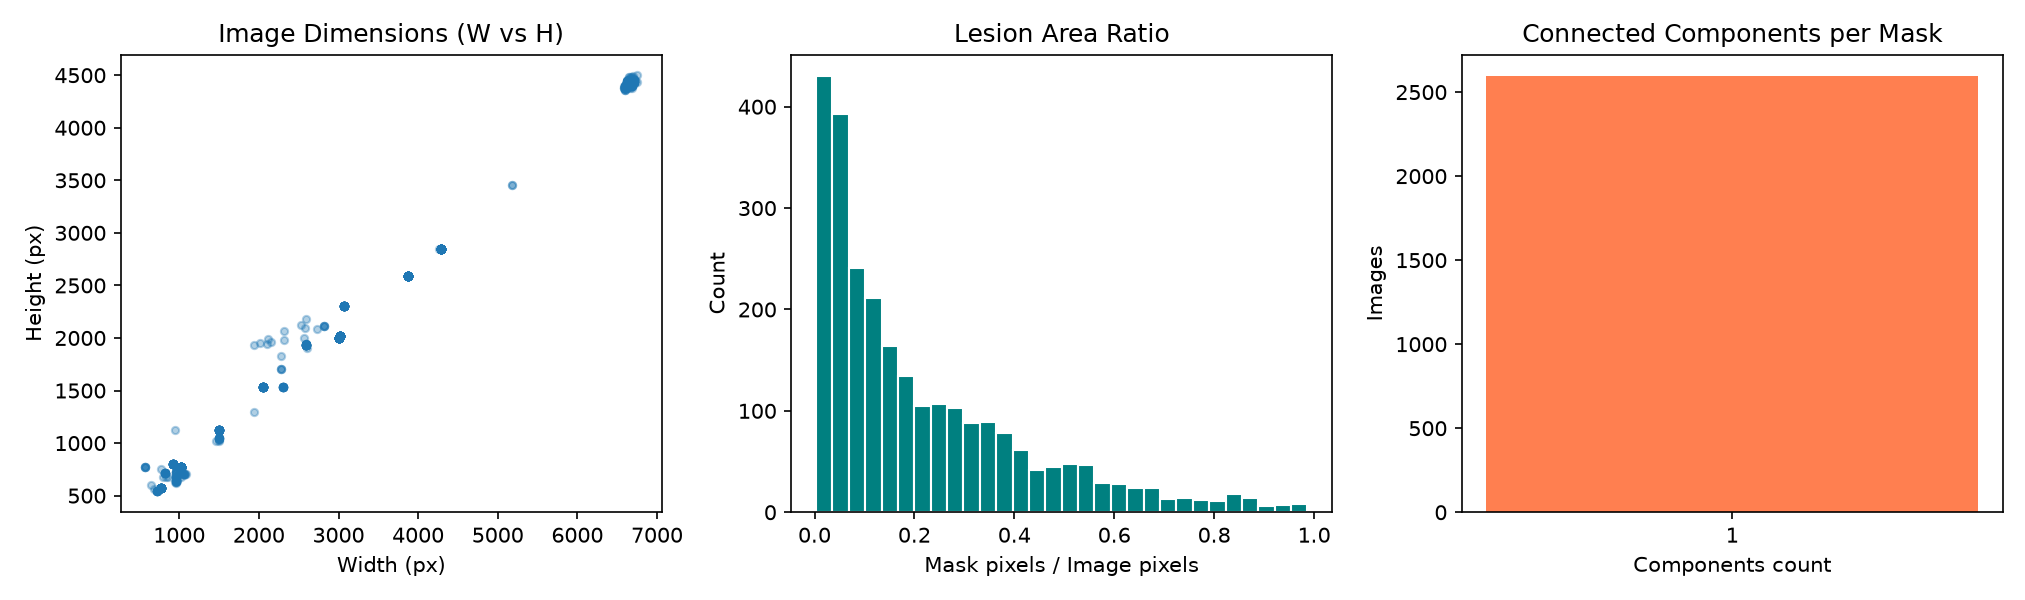 Image Dimensions (W vs H)
4500
4000
3500
3000
2500
2000
1500
1000
500
Height (px)
1000 2000 3000 4000 5000 6000 7000
Width (px)
Lesion Area Ratio
400
300
200
100
0
Count
0.0 0.2 0.4 0.6 0.8 1.0
Mask pixels / Image pixels
Connected Components per Mask
2500
2000
1500
1000
500
0
Images
1
Components count